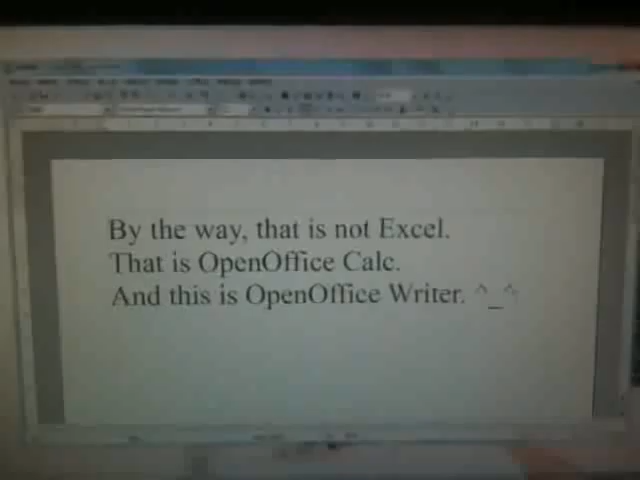 By the way, that is not Excel.
That is OpenOffice Calc.
And this is OpenOffice Writer. ^_^